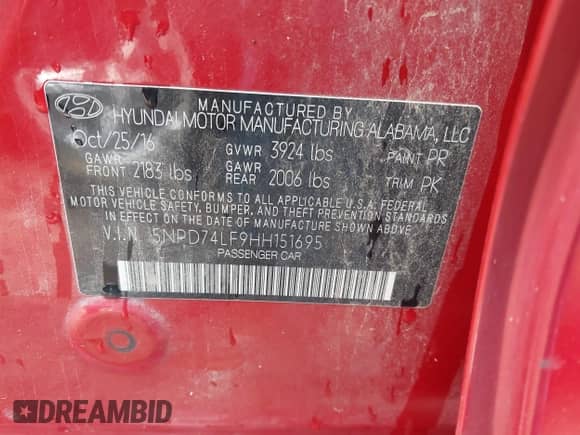 MANUFACTURED BY
HYUNDAI MOTOR MANUFACTURING ALABAMA, LLC
Oct/25/16 GVWR 3924 lbs PAINT PR
GAWR FRONT 2183 lbs GAWR REAR 2006 lbs TRIM PK
THIS VEHICLE CONFORMS TO ALL APPLICABLE U.S.A. FEDERAL
MOTOR VEHICLE SAFETY, BUMPER, AND THEFT PREVENTION STANDARDS
IN EFFECT ON THE DATE OF MANUFACTURE SHOWN ABOVE.
V.I.N. 5NPD74LF9HH151695
PASSENGER CAR
DREAMBID